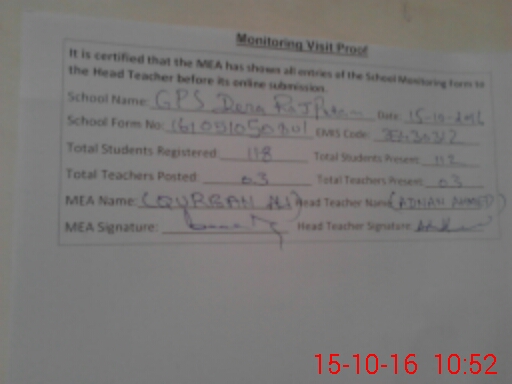 Monitoring Visit Proof
It is certified that the MEA has shown all entries of the School Monitoring Form to
the Head Teacher before its online submission.
School Name: GPS Dera Rajputan Date: 15-10-2016
School Form No: EMIS Code:
Total Students Registered: 118 Total Students Present: 112
Total Teachers Posted: 03 Total Teachers Present: 03
MEA Name: (QURBAN ALI) Head Teacher Name (ADNAN AHMED)
MEA Signature: Head Teacher Signature:
15-10-16 10:52